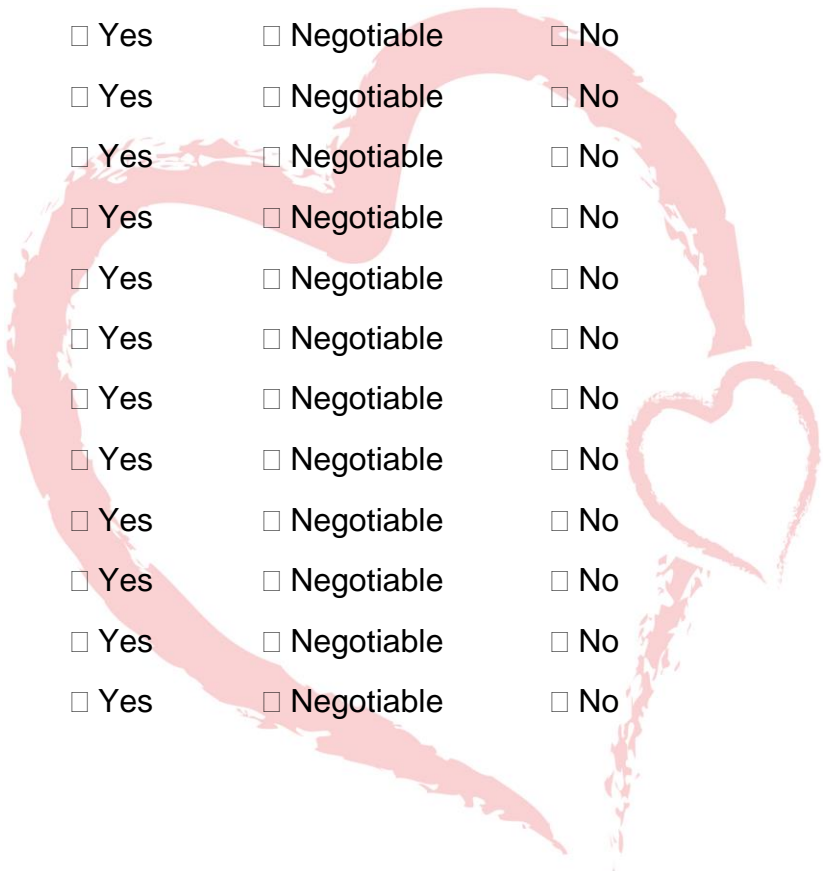 ☐ Yes ☐ Negotiable ☐ No
☐ Yes ☐ Negotiable ☐ No
☐ Yes ☐ Negotiable ☐ No
☐ Yes ☐ Negotiable ☐ No
☐ Yes ☐ Negotiable ☐ No
☐ Yes ☐ Negotiable ☐ No
☐ Yes ☐ Negotiable ☐ No
☐ Yes ☐ Negotiable ☐ No
☐ Yes ☐ Negotiable ☐ No
☐ Yes ☐ Negotiable ☐ No
☐ Yes ☐ Negotiable ☐ No
☐ Yes ☐ Negotiable ☐ No